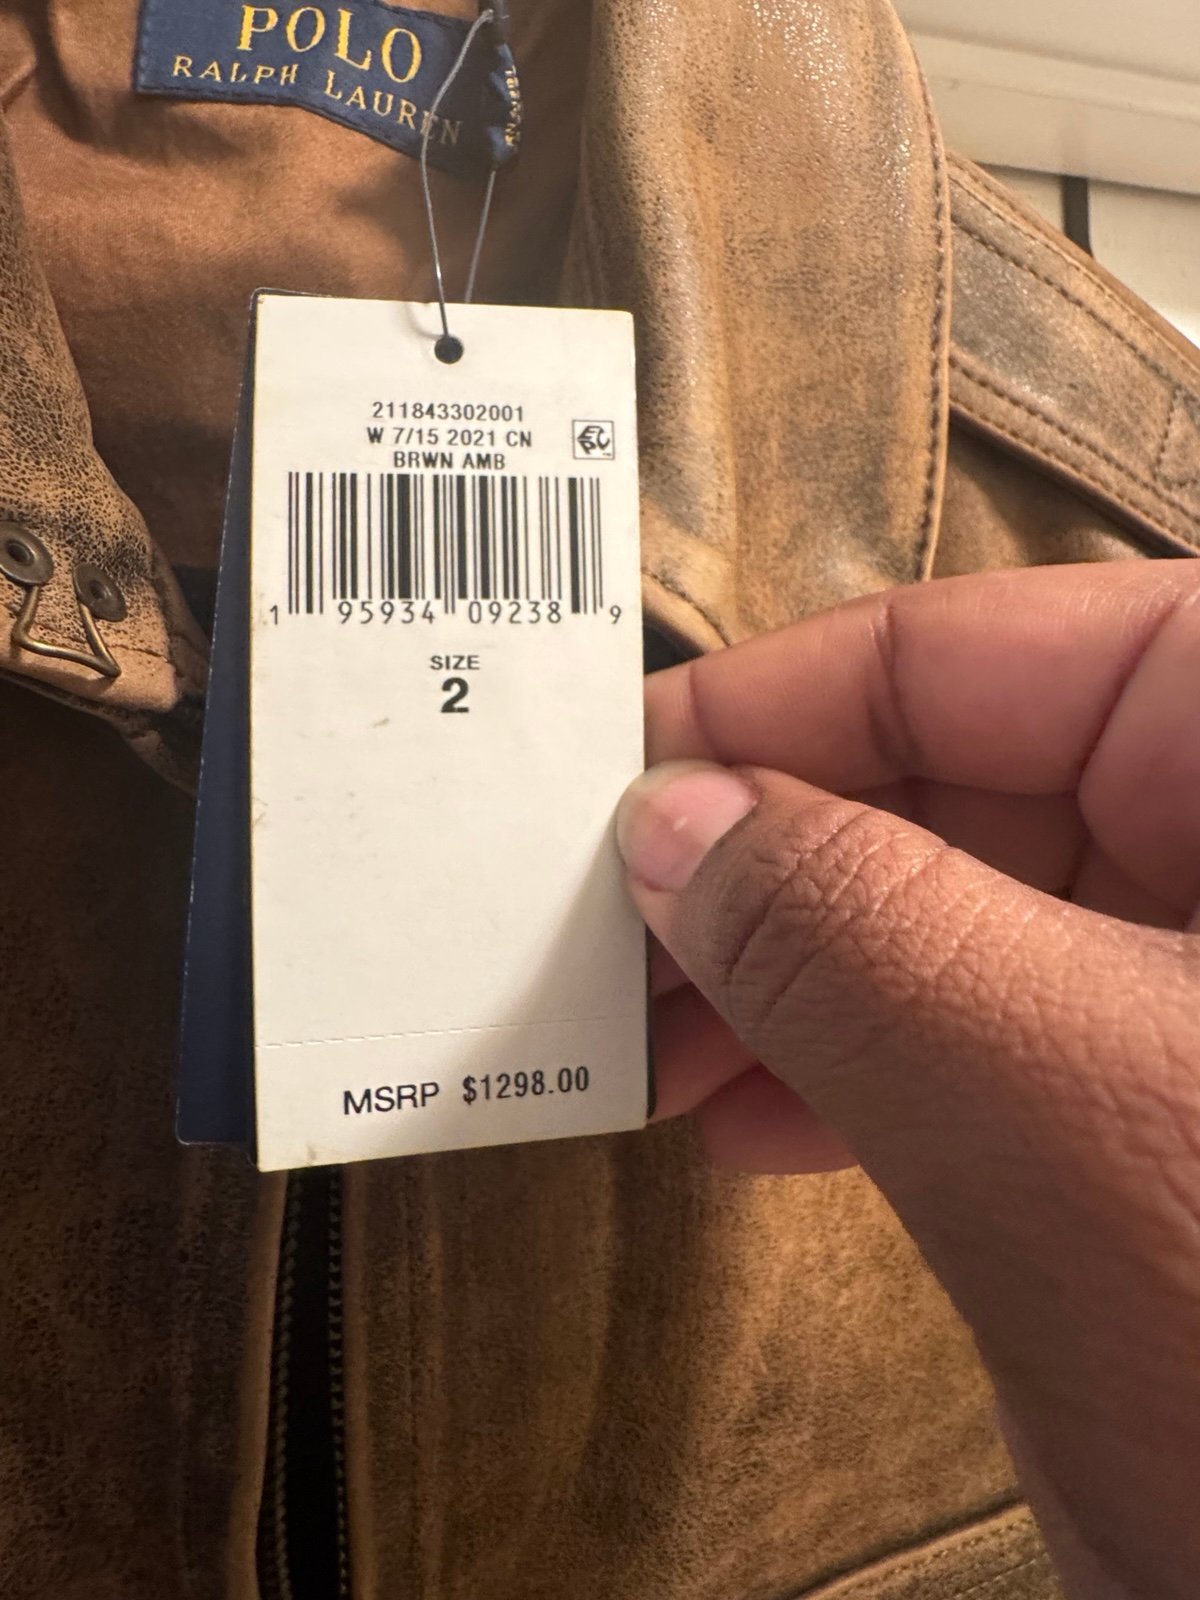 POLO
RALPH LAUREN
211843302001
W 7/15 2021 CN
BRWN AMB
1 95934 09238 9
SIZE
2
MSRP $1298.00